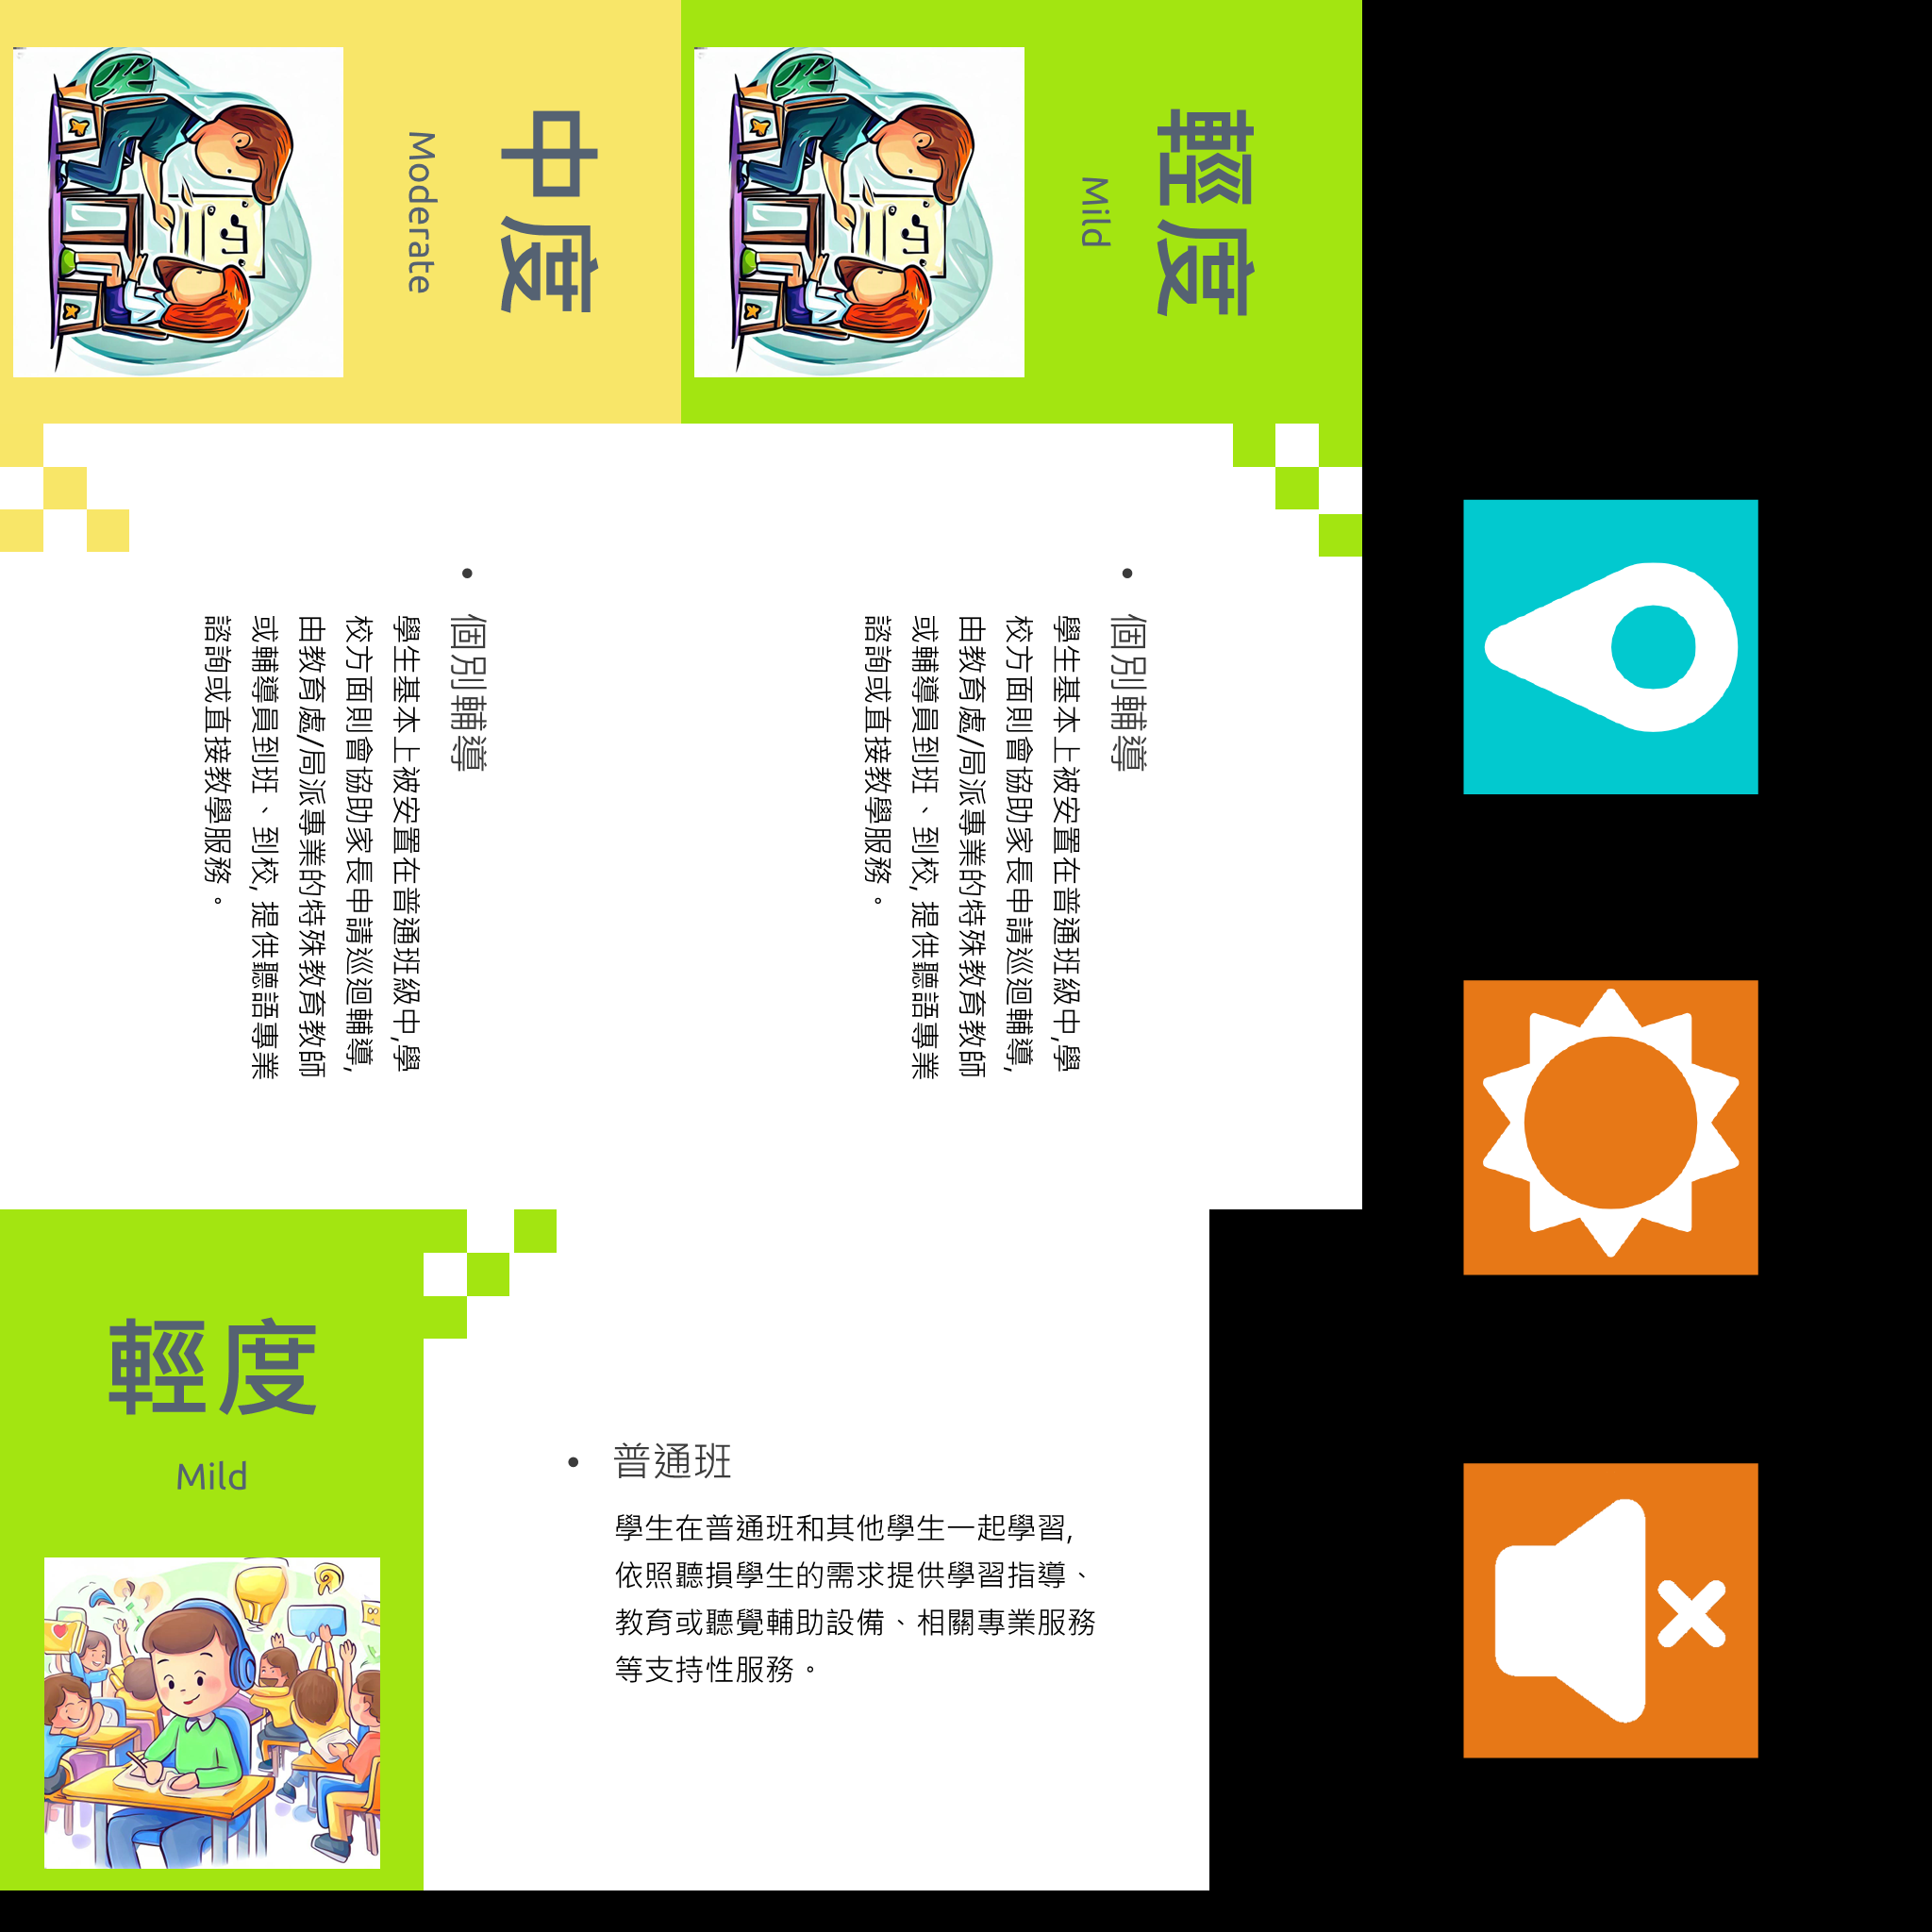 中度
Moderate
• 個別輔導
學生基本上被安置在普通班級中,學
校方面則會協助家長申請巡迴輔導,
由教育處/局派專業的特殊教育教師
或輔導員到班、到校, 提供聽語專業
諮詢或直接教學服務。
輕度
Mild
• 個別輔導
學生基本上被安置在普通班級中,學
校方面則會協助家長申請巡迴輔導,
由教育處/局派專業的特殊教育教師
或輔導員到班、到校, 提供聽語專業
諮詢或直接教學服務。
輕度
Mild
• 普通班
學生在普通班和其他學生一起學習,
依照聽損學生的需求提供學習指導、
教育或聽覺輔助設備、相關專業服務
等支持性服務。